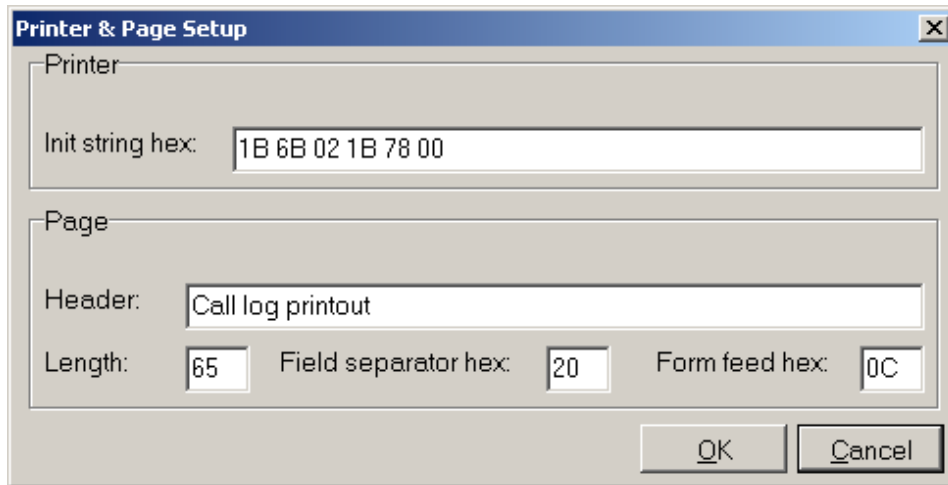 Printer & Page Setup
Printer
Init string hex: 1B 6B 02 1B 78 00
Page
Header: Call log printout
Length: 65 Field separator hex: 20 Form feed hex: 0C
OK Cancel